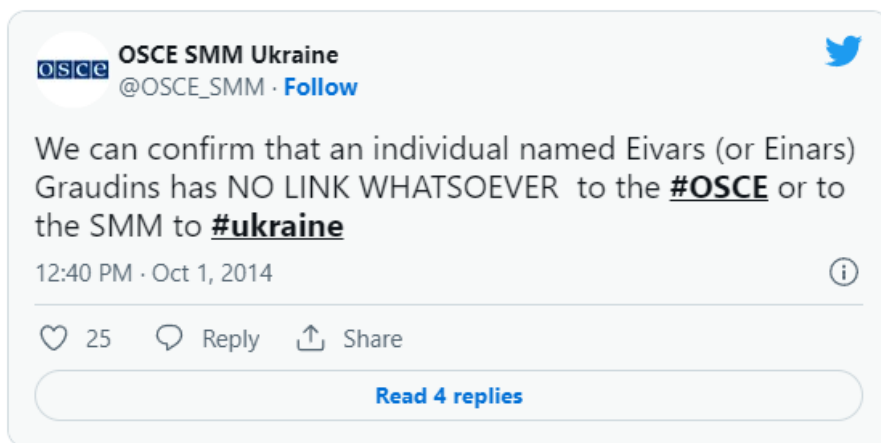 OSCE
OSCE SMM Ukraine
@OSCE_SMM · Follow
We can confirm that an individual named Eivars (or Einars)
Graudins has NO LINK WHATSOEVER to the #OSCE or to
the SMM to #ukraine
12:40 PM · Oct 1, 2014
25 Reply Share
Read 4 replies